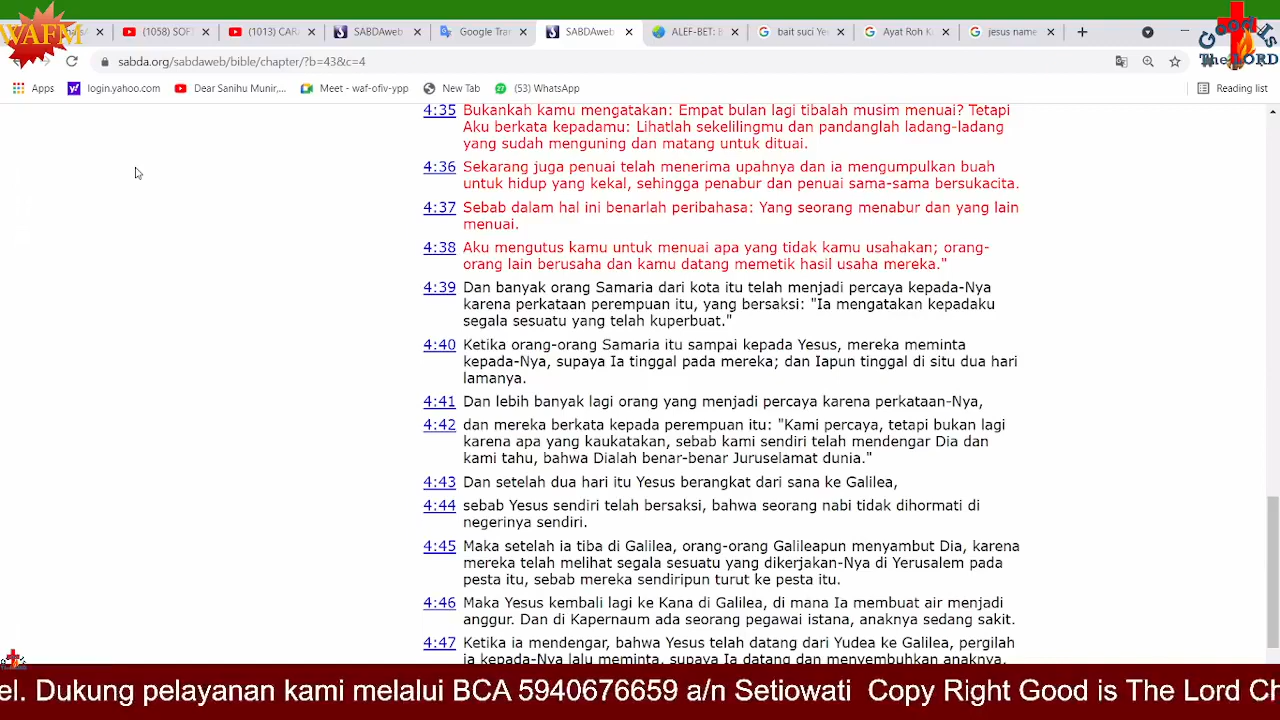 WAFM
(1058) SOF
(1013) CAR
SABDAweb
Google Tra
SABDAweb
ALEF-BET: B
bait suci Ye
Ayat Roh K
jesus name
Good Is
The LORD
sabda.org/sabdaweb/bible/chapter/?b=43&c=4
Apps
login.yahoo.com
Dear Sanihu Munir,...
Meet - waf-ofiv-ypp
New Tab
(53) WhatsApp
Reading list
4:35 Bukankah kamu mengatakan: Empat bulan lagi tibalah musim menuai? Tetapi
Aku berkata kepadamu: Lihatlah sekelilingmu dan pandanglah ladang-ladang
yang sudah menguning dan matang untuk dituai.
4:36 Sekarang juga penuai telah menerima upahnya dan ia mengumpulkan buah
untuk hidup yang kekal, sehingga penabur dan penuai sama-sama bersukacita.
4:37 Sebab dalam hal ini benarlah peribahasa: Yang seorang menabur dan yang lain
menuai.
4:38 Aku mengutus kamu untuk menuai apa yang tidak kamu usahakan; orang-
orang lain berusaha dan kamu datang memetik hasil usaha mereka."
4:39 Dan banyak orang Samaria dari kota itu telah menjadi percaya kepada-Nya
karena perkataan perempuan itu, yang bersaksi: "Ia mengatakan kepadaku
segala sesuatu yang telah kuperbuat."
4:40 Ketika orang-orang Samaria itu sampai kepada Yesus, mereka meminta
kepada-Nya, supaya Ia tinggal pada mereka; dan Iapun tinggal di situ dua hari
lamanya.
4:41 Dan lebih banyak lagi orang yang menjadi percaya karena perkataan-Nya,
4:42 dan mereka berkata kepada perempuan itu: "Kami percaya, tetapi bukan lagi
karena apa yang kaukatakan, sebab kami sendiri telah mendengar Dia dan
kami tahu, bahwa Dialah benar-benar Juruselamat dunia."
4:43 Dan setelah dua hari itu Yesus berangkat dari sana ke Galilea,
4:44 sebab Yesus sendiri telah bersaksi, bahwa seorang nabi tidak dihormati di
negerinya sendiri.
4:45 Maka setelah ia tiba di Galilea, orang-orang Galileapun menyambut Dia, karena
mereka telah melihat segala sesuatu yang dikerjakan-Nya di Yerusalem pada
pesta itu, sebab mereka sendiripun turut ke pesta itu.
4:46 Maka Yesus kembali lagi ke Kana di Galilea, di mana Ia membuat air menjadi
anggur. Dan di Kapernaum ada seorang pegawai istana, anaknya sedang sakit.
4:47 Ketika ia mendengar, bahwa Yesus telah datang dari Yudea ke Galilea, pergilah
ia kepada-Nya lalu meminta, supaya Ia datang dan menyembuhkan anaknya,
el. Dukung pelayanan kami melalui BCA 5940676659 a/n Setiowati Copy Right Good is The Lord Ch